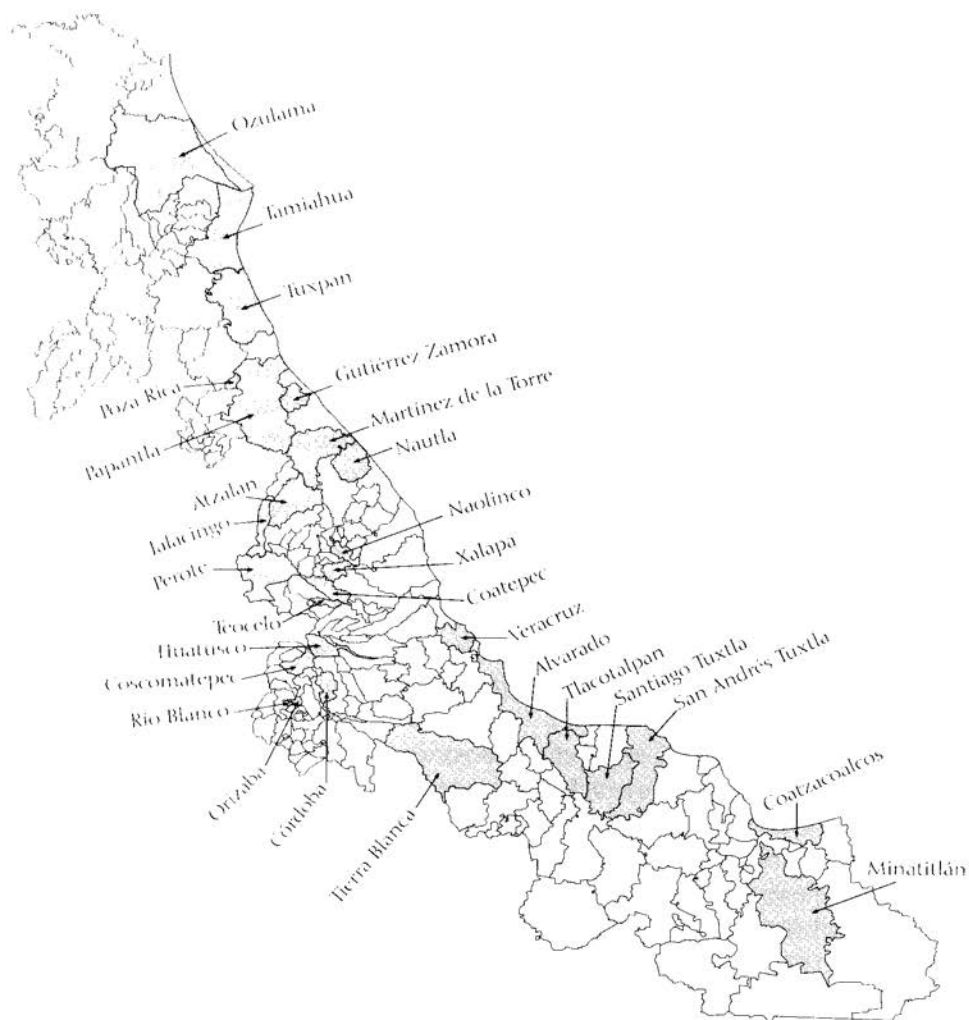 Ozulama
Tamiahua
Tuxpan
Gutiérrez Zamora
Poza Rica
Martínez de la Torre
Papantla
Nautla
Atzalan
Naolinco
Jalacingo
Xalapa
Perote
Coatepec
Teocelo
Veracruz
Huatusco
Alvarado
Tlacotalpan
Coscomatepec
Santiago Tuxtla
San Andrés Tuxtla
Río Blanco
Orizaba
Córdoba
Tierra Blanca
Coatzacoalcos
Minatitlán